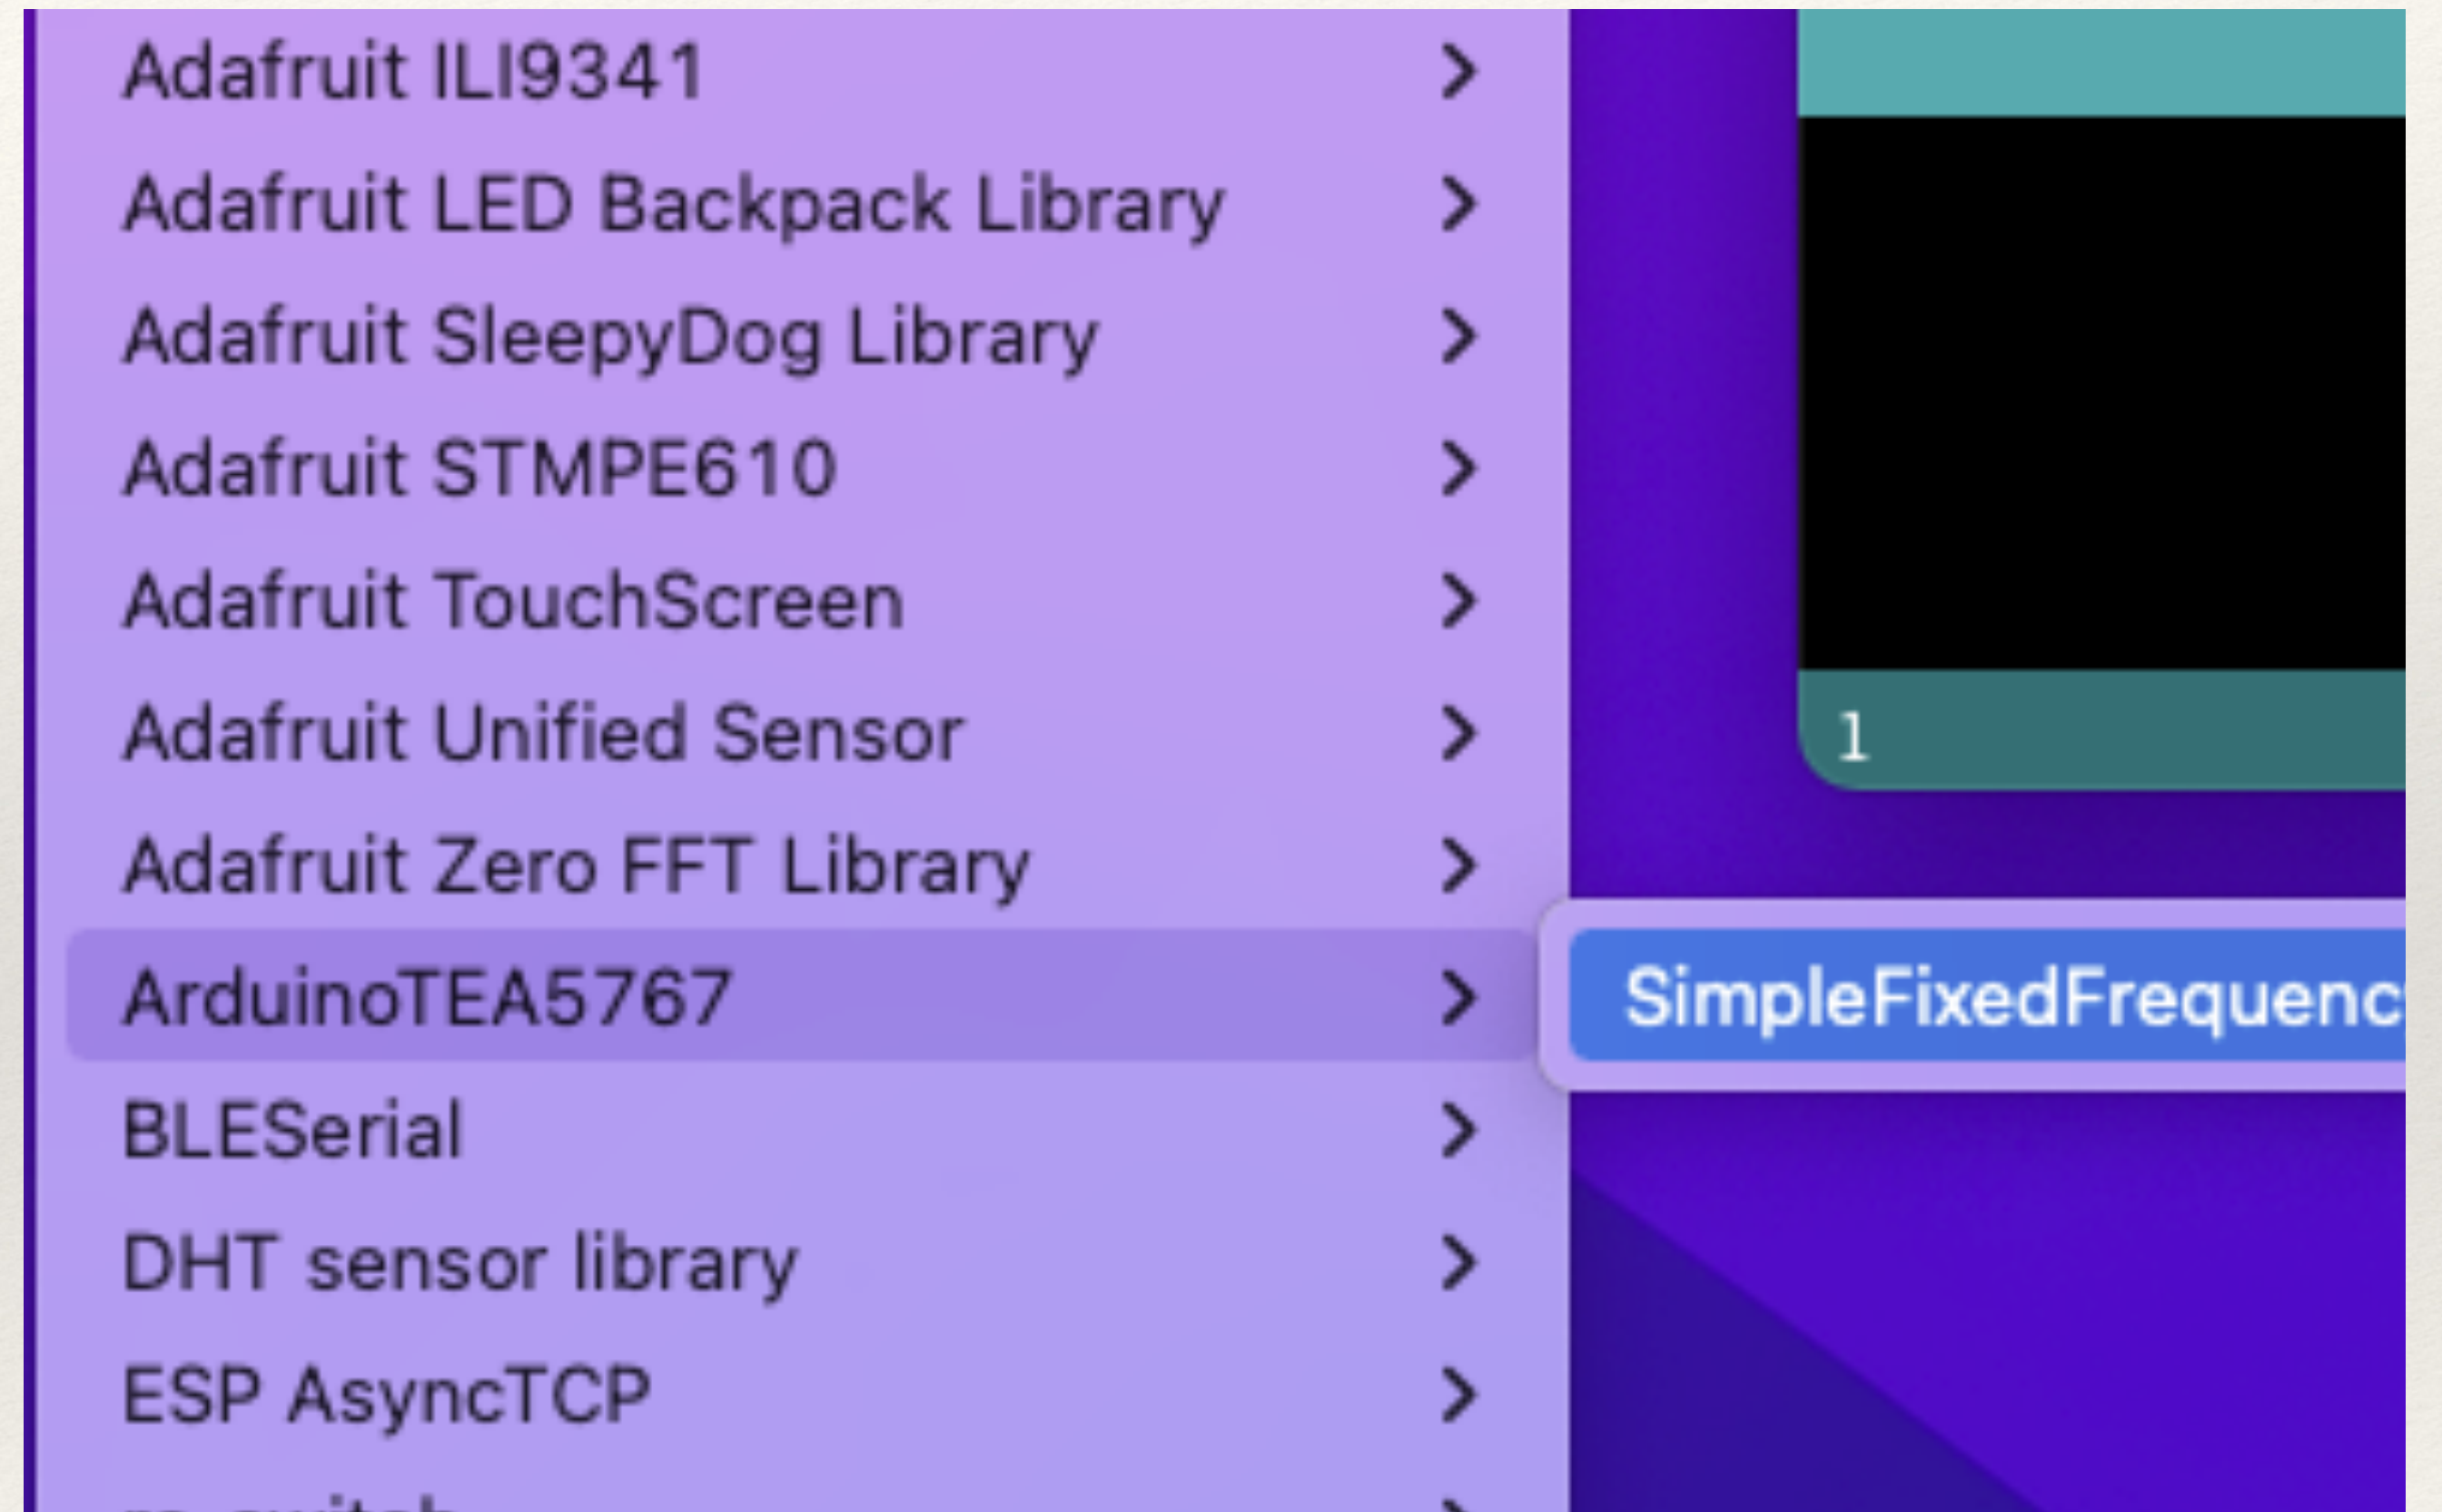 Adafruit ILI9341
Adafruit LED Backpack Library
Adafruit SleepyDog Library
Adafruit STMPE610
Adafruit TouchScreen
Adafruit Unified Sensor
1
Adafruit Zero FFT Library
ArduinoTEA5767
SimpleFixedFrequenc
BLESerial
DHT sensor library
ESP AsyncTCP